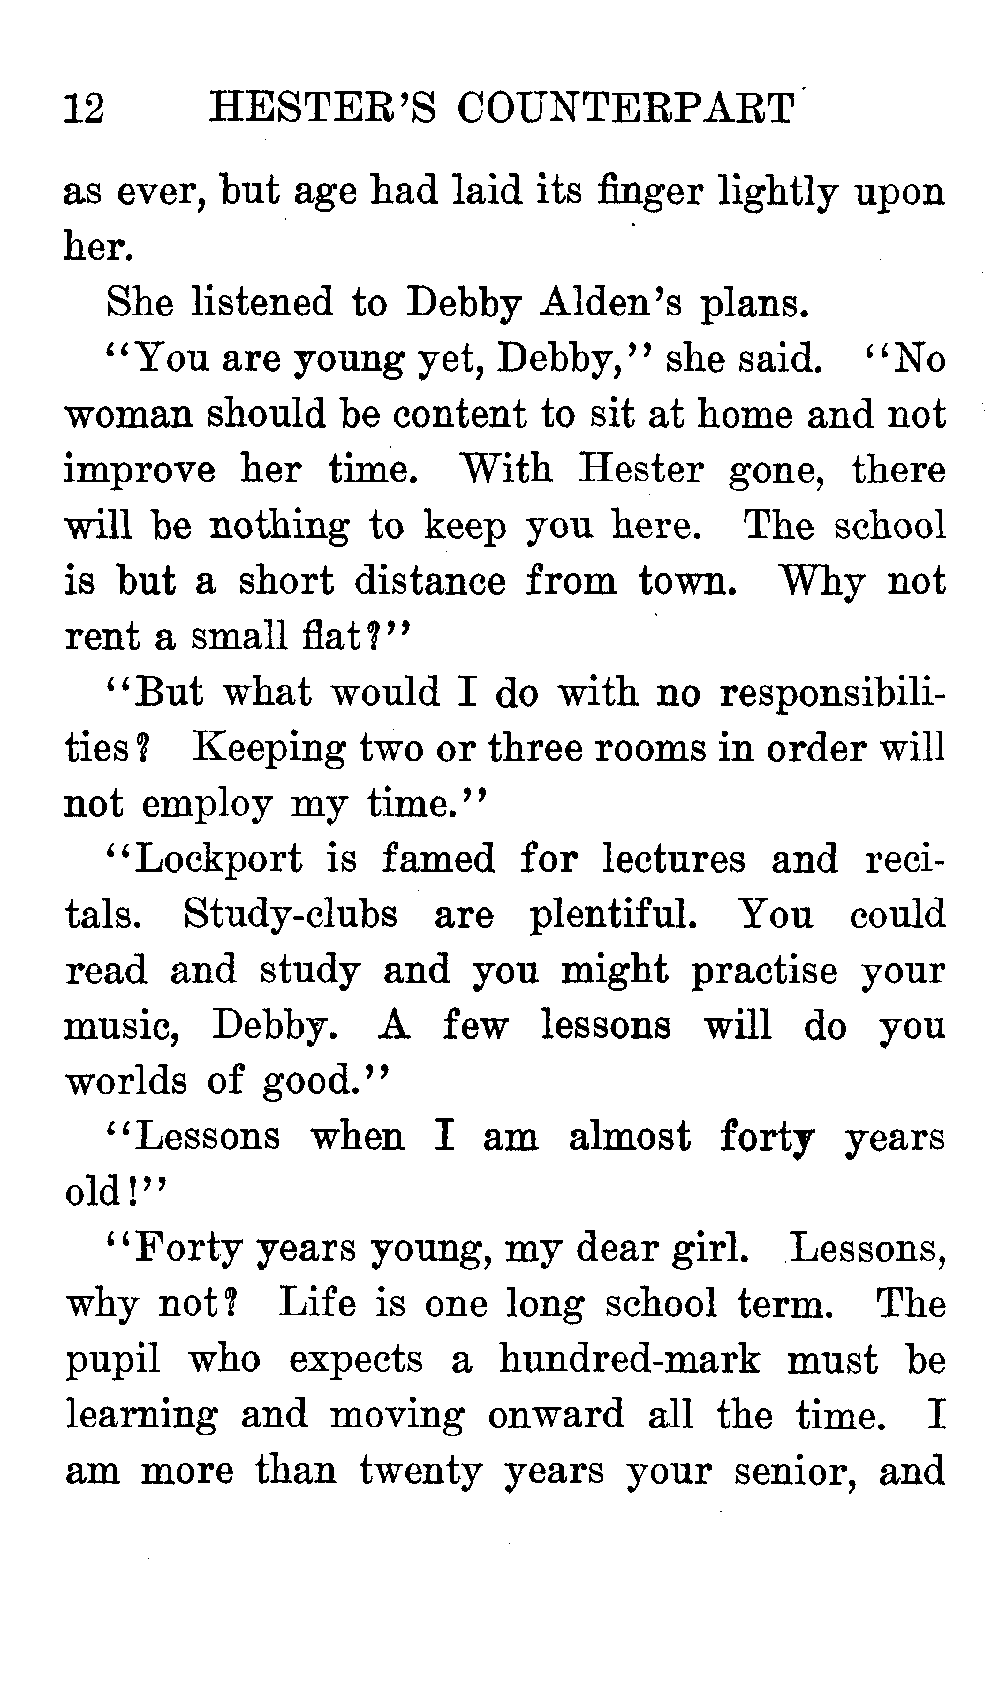 12 HESTER'S COUNTERPART
as ever, but age had laid its finger lightly upon
her.
She listened to Debby Alden's plans.
"You are young yet, Debby," she said. "No
woman should be content to sit at home and not
improve her time. With Hester gone, there
will be nothing to keep you here. The school
is but a short distance from town. Why not
rent a small flat?"
"But what would I do with no responsibili-
ties? Keeping two or three rooms in order will
not employ my time."
"Lockport is famed for lectures and reci-
tals. Study-clubs are plentiful. You could
read and study and you might practise your
music, Debby. A few lessons will do you
worlds of good."
"Lessons when I am almost forty years
old!"
"Forty years young, my dear girl. Lessons,
why not? Life is one long school term. The
pupil who expects a hundred-mark must be
learning and moving onward all the time. I
am more than twenty years your senior, and